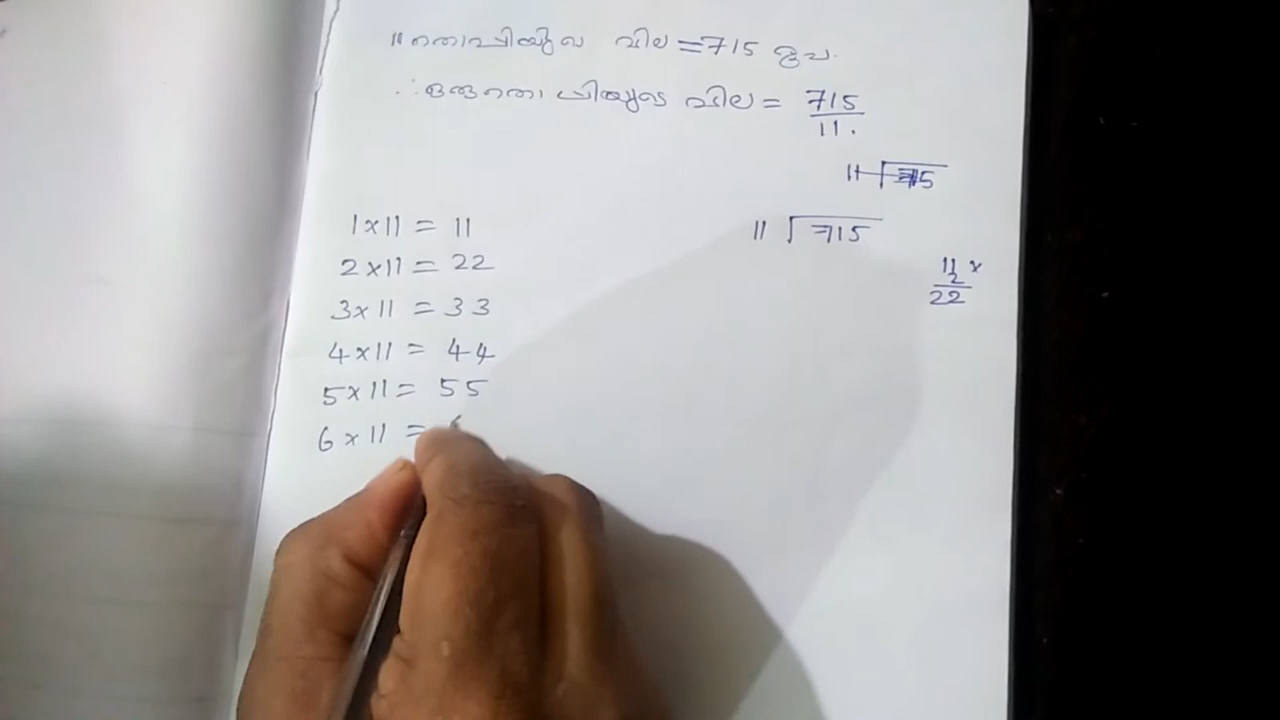 11 തൊപ്പിയുടെ വില = 715 രൂപ.
∴ ഒരു തൊപ്പിയുടെ വില = 715
11.
11 715
1 x 11 = 11
2 x 11 = 22
3 x 11 = 33
4 x 11 = 44
5 x 11 = 55
6 x 11 =
11 x
2
22